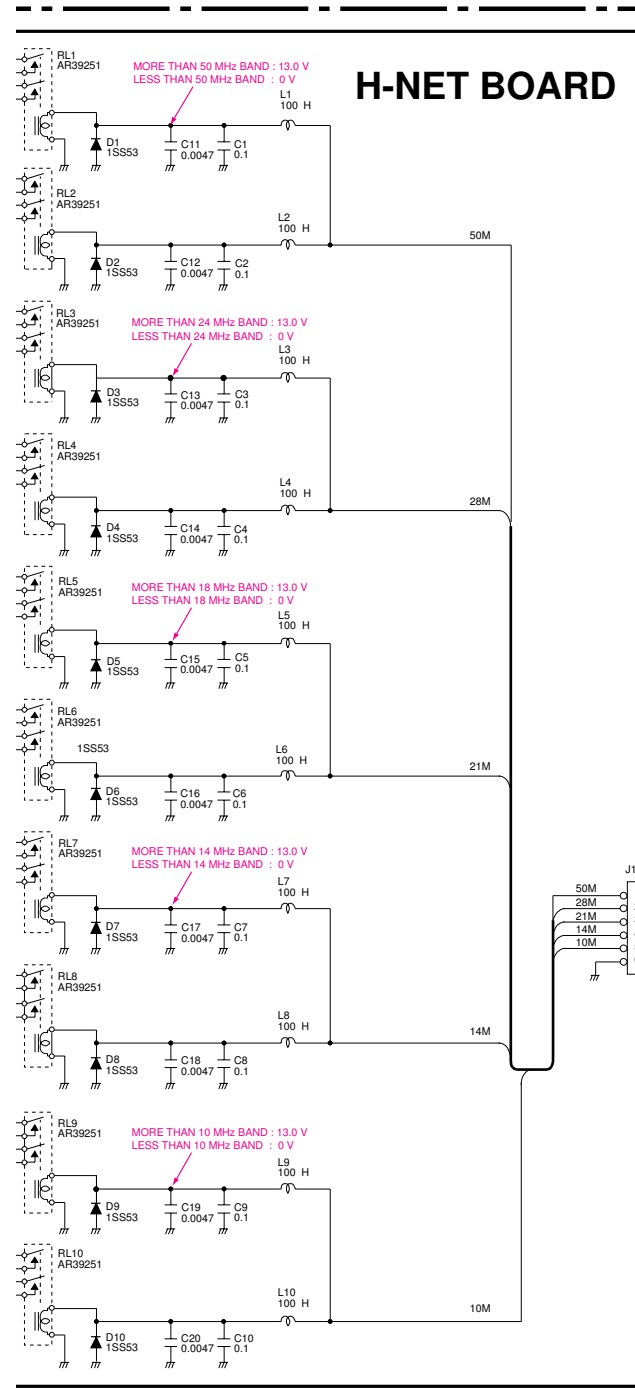 H-NET BOARD
RL1
AR39251
MORE THAN 50 MHz BAND : 13.0 V
LESS THAN 50 MHz BAND : 0 V
L1
100 H
D1
1SS53
C11
0.0047
C1
0.1
RL2
AR39251
L2
100 H
50M
D2
1SS53
C12
0.0047
C2
0.1
RL3
AR39251
MORE THAN 24 MHz BAND : 13.0 V
LESS THAN 24 MHz BAND : 0 V
L3
100 H
D3
1SS53
C13
0.0047
C3
0.1
RL4
AR39251
L4
100 H
28M
D4
1SS53
C14
0.0047
C4
0.1
RL5
AR39251
MORE THAN 18 MHz BAND : 13.0 V
LESS THAN 18 MHz BAND : 0 V
L5
100 H
D5
1SS53
C15
0.0047
C5
0.1
RL6
AR39251
1SS53
L6
100 H
21M
D6
1SS53
C16
0.0047
C6
0.1
RL7
AR39251
MORE THAN 14 MHz BAND : 13.0 V
LESS THAN 14 MHz BAND : 0 V
L7
100 H
D7
1SS53
C17
0.0047
C7
0.1
J1
50M
28M
21M
14M
10M
RL8
AR39251
L8
100 H
14M
D8
1SS53
C18
0.0047
C8
0.1
RL9
AR39251
MORE THAN 10 MHz BAND : 13.0 V
LESS THAN 10 MHz BAND : 0 V
L9
100 H
D9
1SS53
C19
0.0047
C9
0.1
RL10
AR39251
L10
100 H
10M
D10
1SS53
C20
0.0047
C10
0.1